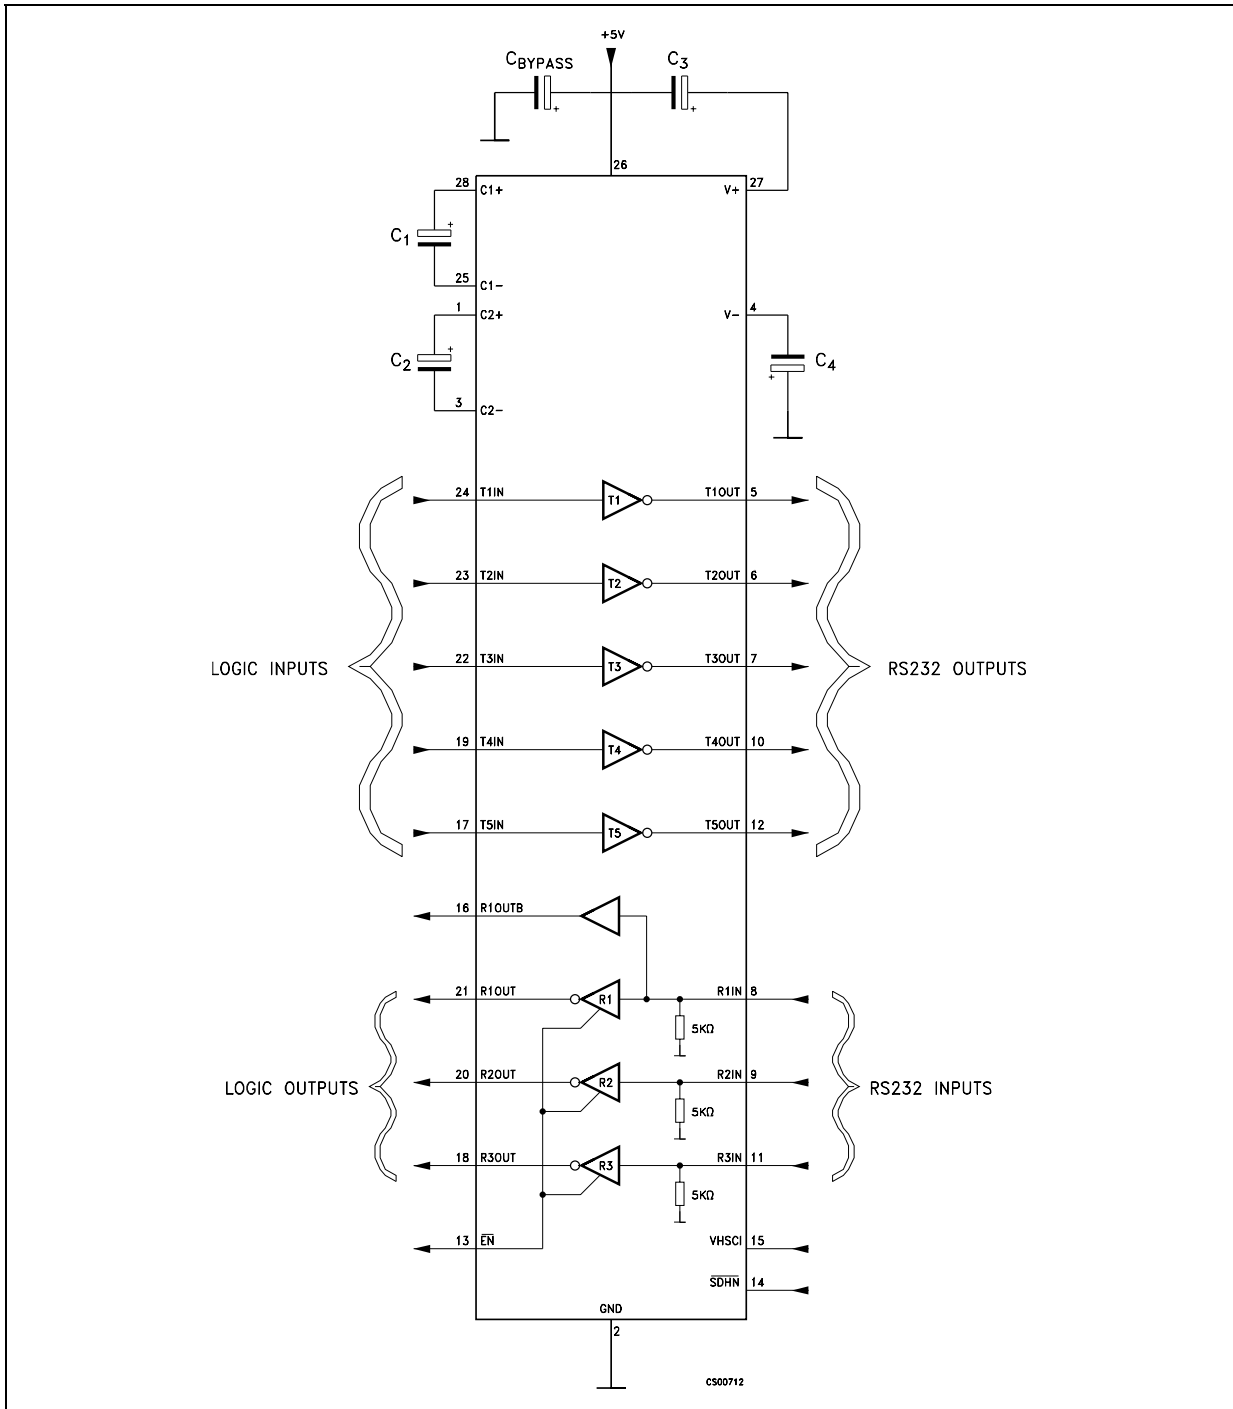 +5V
CBYPASS
C3
+
+
26
28
C1+
V+
27
C1
+
25
C1-
1
C2+
V-
4
C2
+
C4
+
3
C2-
24
T1IN
T1
T1OUT
5
23
T2IN
T2
T2OUT
6
LOGIC INPUTS
22
T3IN
T3
T3OUT
7
RS232 OUTPUTS
19
T4IN
T4
T4OUT
10
17
T5IN
T5
T5OUT
12
16
R1OUTB
21
R1OUT
R1
R1IN
8
5KΩ
LOGIC OUTPUTS
20
R2OUT
R2
R2IN
9
RS232 INPUTS
5KΩ
18
R3OUT
R3
R3IN
11
5KΩ
13
EN
VHSCI
15
SDHN
14
GND
2
CS00712